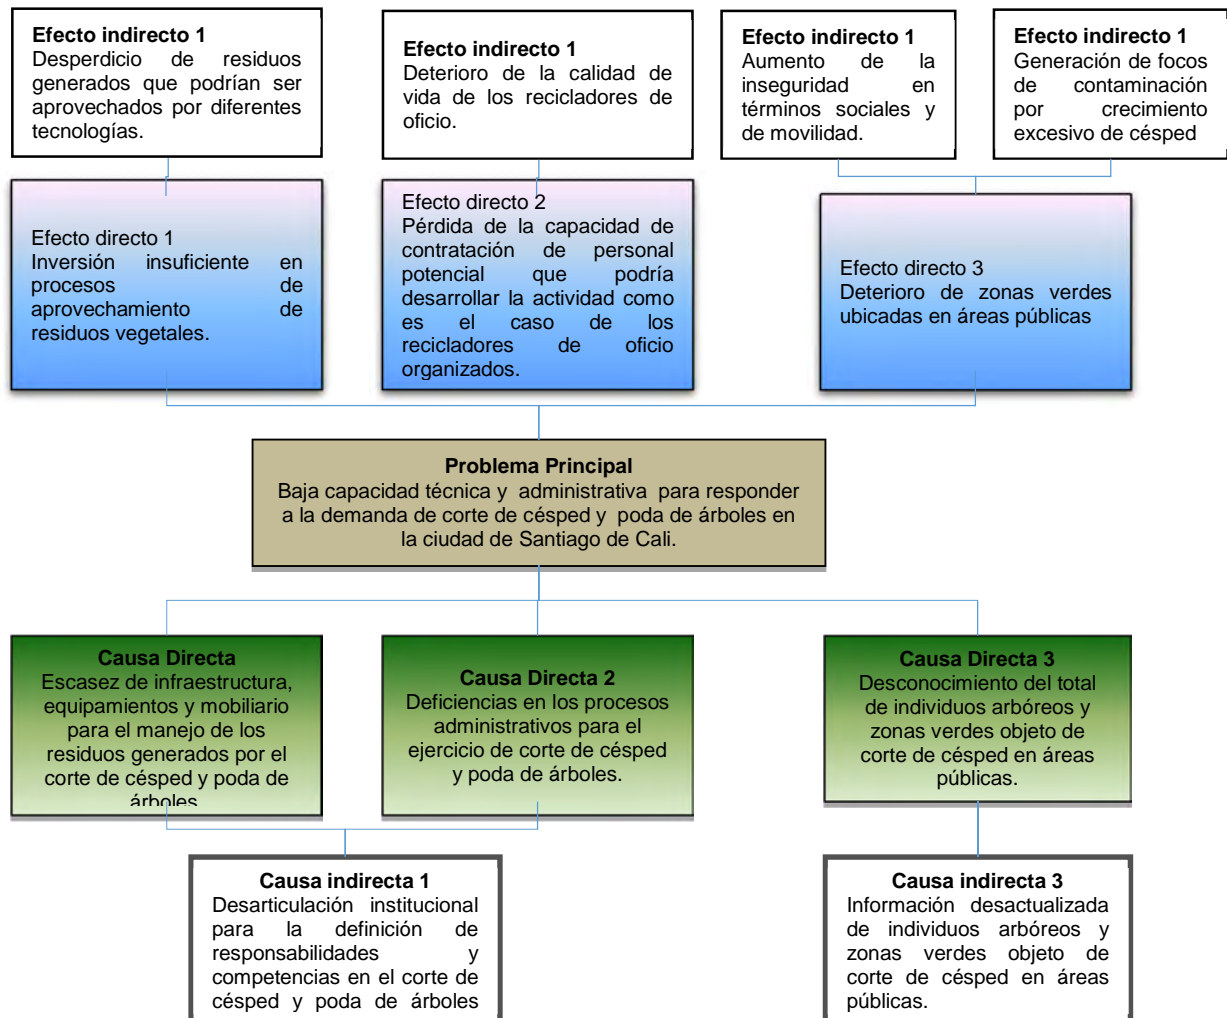 Efecto indirecto 1
Desperdicio de residuos
generados que podrían ser
aprovechados por diferentes
tecnologías.
Efecto indirecto 1
Deterioro de la calidad de
vida de los recicladores de
oficio.
Efecto indirecto 1
Aumento de la
inseguridad en
términos sociales y
de movilidad.
Efecto indirecto 1
Generación de focos
de contaminación
por crecimiento
excesivo de césped
Efecto directo 1
Inversión insuficiente en
procesos de
aprovechamiento de
residuos vegetales.
Efecto directo 2
Pérdida de la capacidad de
contratación de personal
potencial que podría
desarrollar la actividad como
es el caso de los
recicladores de oficio
organizados.
Efecto directo 3
Deterioro de zonas verdes
ubicadas en áreas públicas
Problema Principal
Baja capacidad técnica y administrativa para responder
a la demanda de corte de césped y poda de árboles en
la ciudad de Santiago de Cali.
Causa Directa
Escasez de infraestructura,
equipamientos y mobiliario
para el manejo de los
residuos generados por el
corte de césped y poda de
árboles
Causa Directa 2
Deficiencias en los procesos
administrativos para el
ejercicio de corte de césped
y poda de árboles.
Causa Directa 3
Desconocimiento del total
de individuos arbóreos y
zonas verdes objeto de
corte de césped en áreas
públicas.
Causa indirecta 1
Desarticulación institucional
para la definición de
responsabilidades y
competencias en el corte de
césped y poda de árboles
Causa indirecta 3
Información desactualizada
de individuos arbóreos y
zonas verdes objeto de
corte de césped en áreas
públicas.